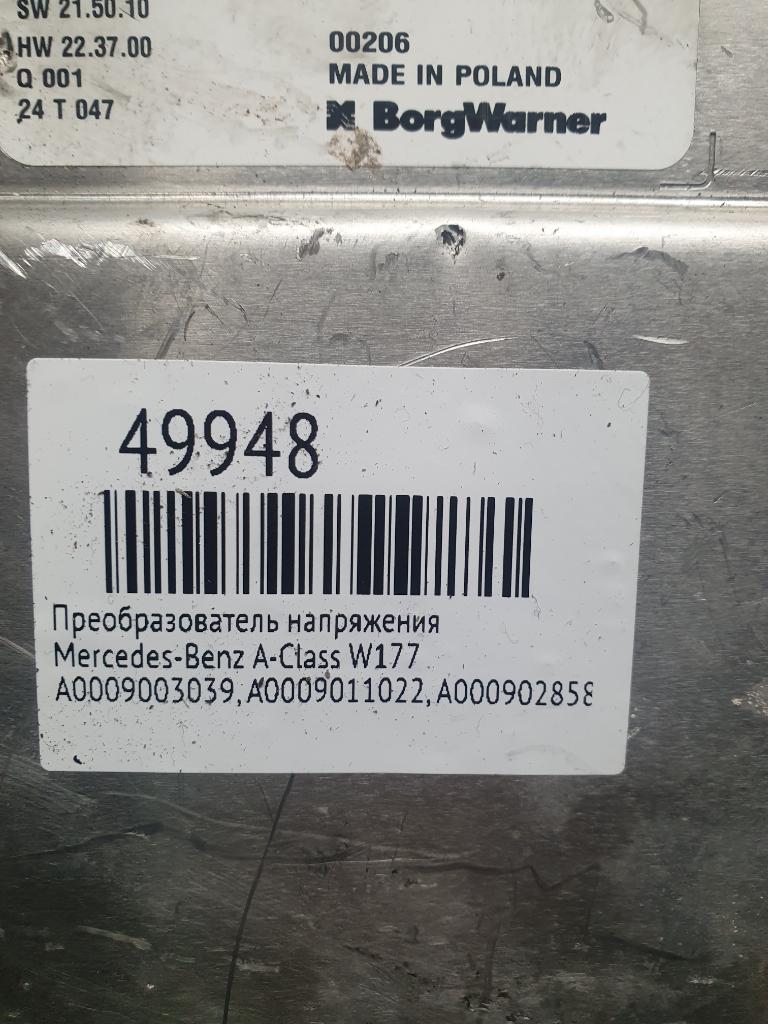 SW 21.50.10
HW 22.37.00
Q 001
24 T 047
00206
MADE IN POLAND
BorgWarner
49948
Преобразователь напряжения
Mercedes-Benz A-Class W177
A0009003039, A0009011022, A000902858